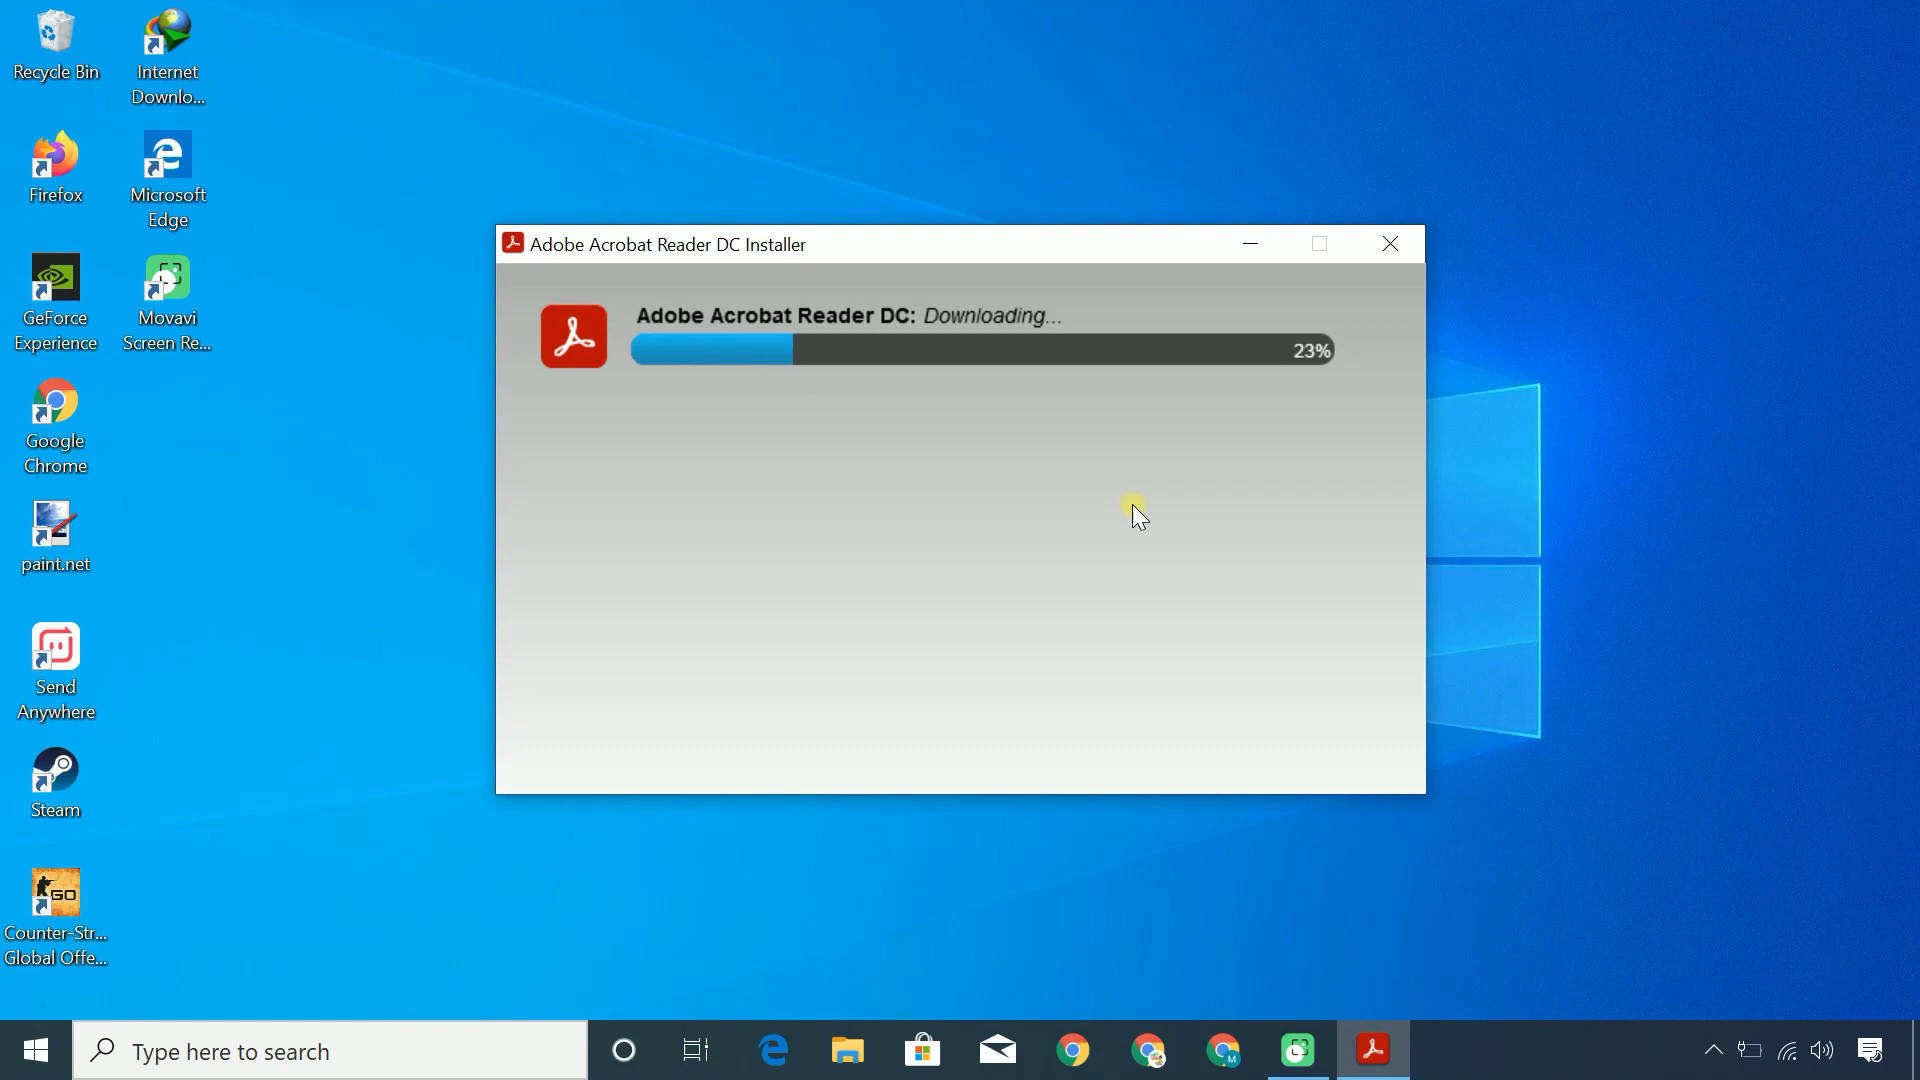 Recycle Bin
Internet
Downlo...
Firefox
Microsoft
Edge
GeForce
Experience
Movavi
Screen Re...
Google
Chrome
paint.net
Send
Anywhere
Steam
GO
Counter-Str...
Global Offe...
Adobe Acrobat Reader DC Installer
Adobe Acrobat Reader DC: Downloading...
23%
Type here to search
M